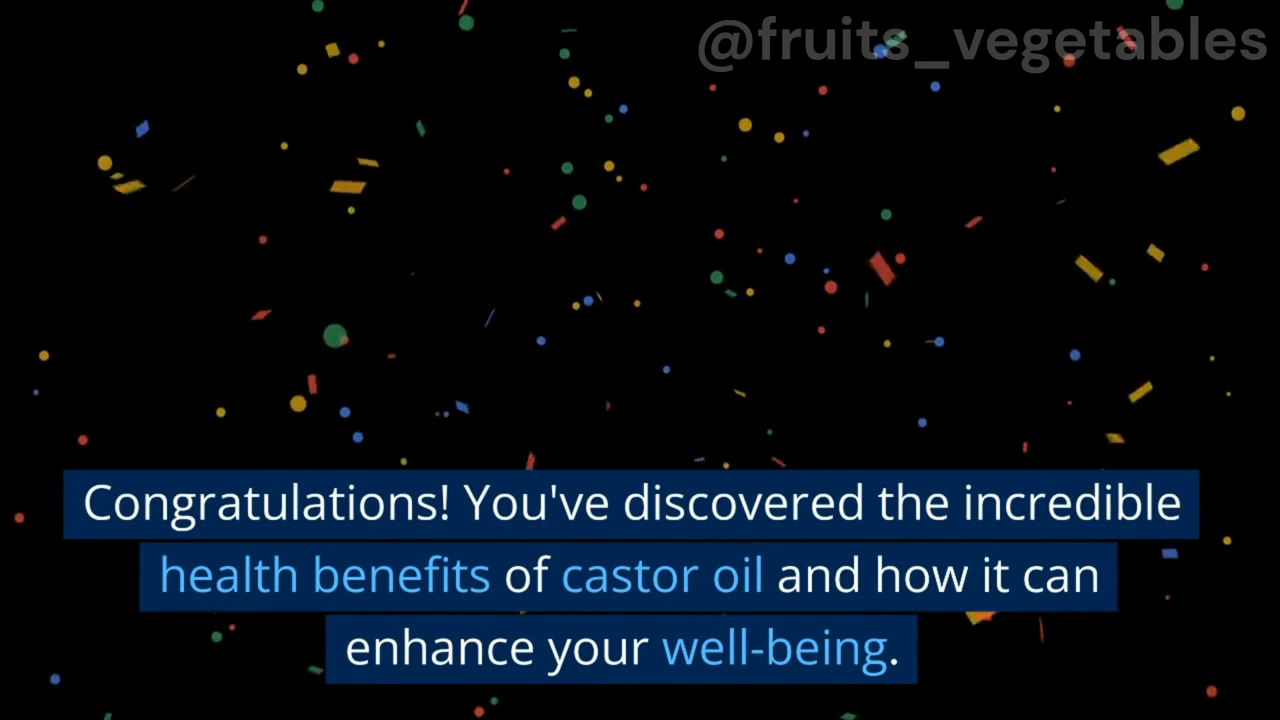 @fruits_vegetables
Congratulations! You've discovered the incredible
health benefits of castor oil and how it can
enhance your well-being.